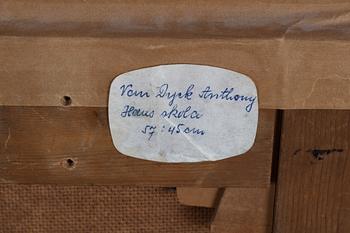 Van Dyck Anthony
Hans skola
57:45cm